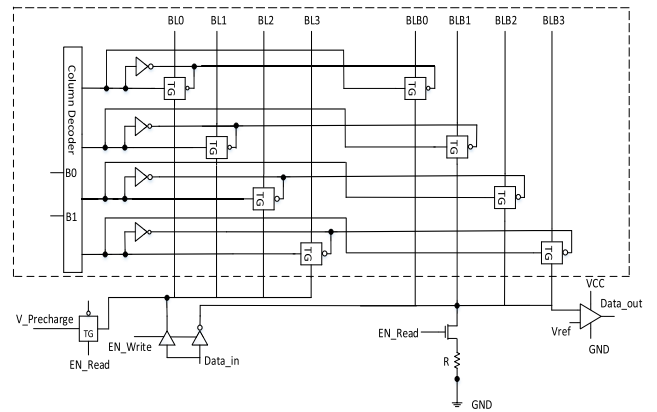 BL0 BL1 BL2 BL3 BLB0 BLB1 BLB2 BLB3
Column Decoder
TG TG
TG TG
B0
TG TG
B1
TG TG
VCC
V_Precharge
TG
Data_out
EN_Read
Vref
EN_Write
GND
EN_Read
Data_in
R
GND